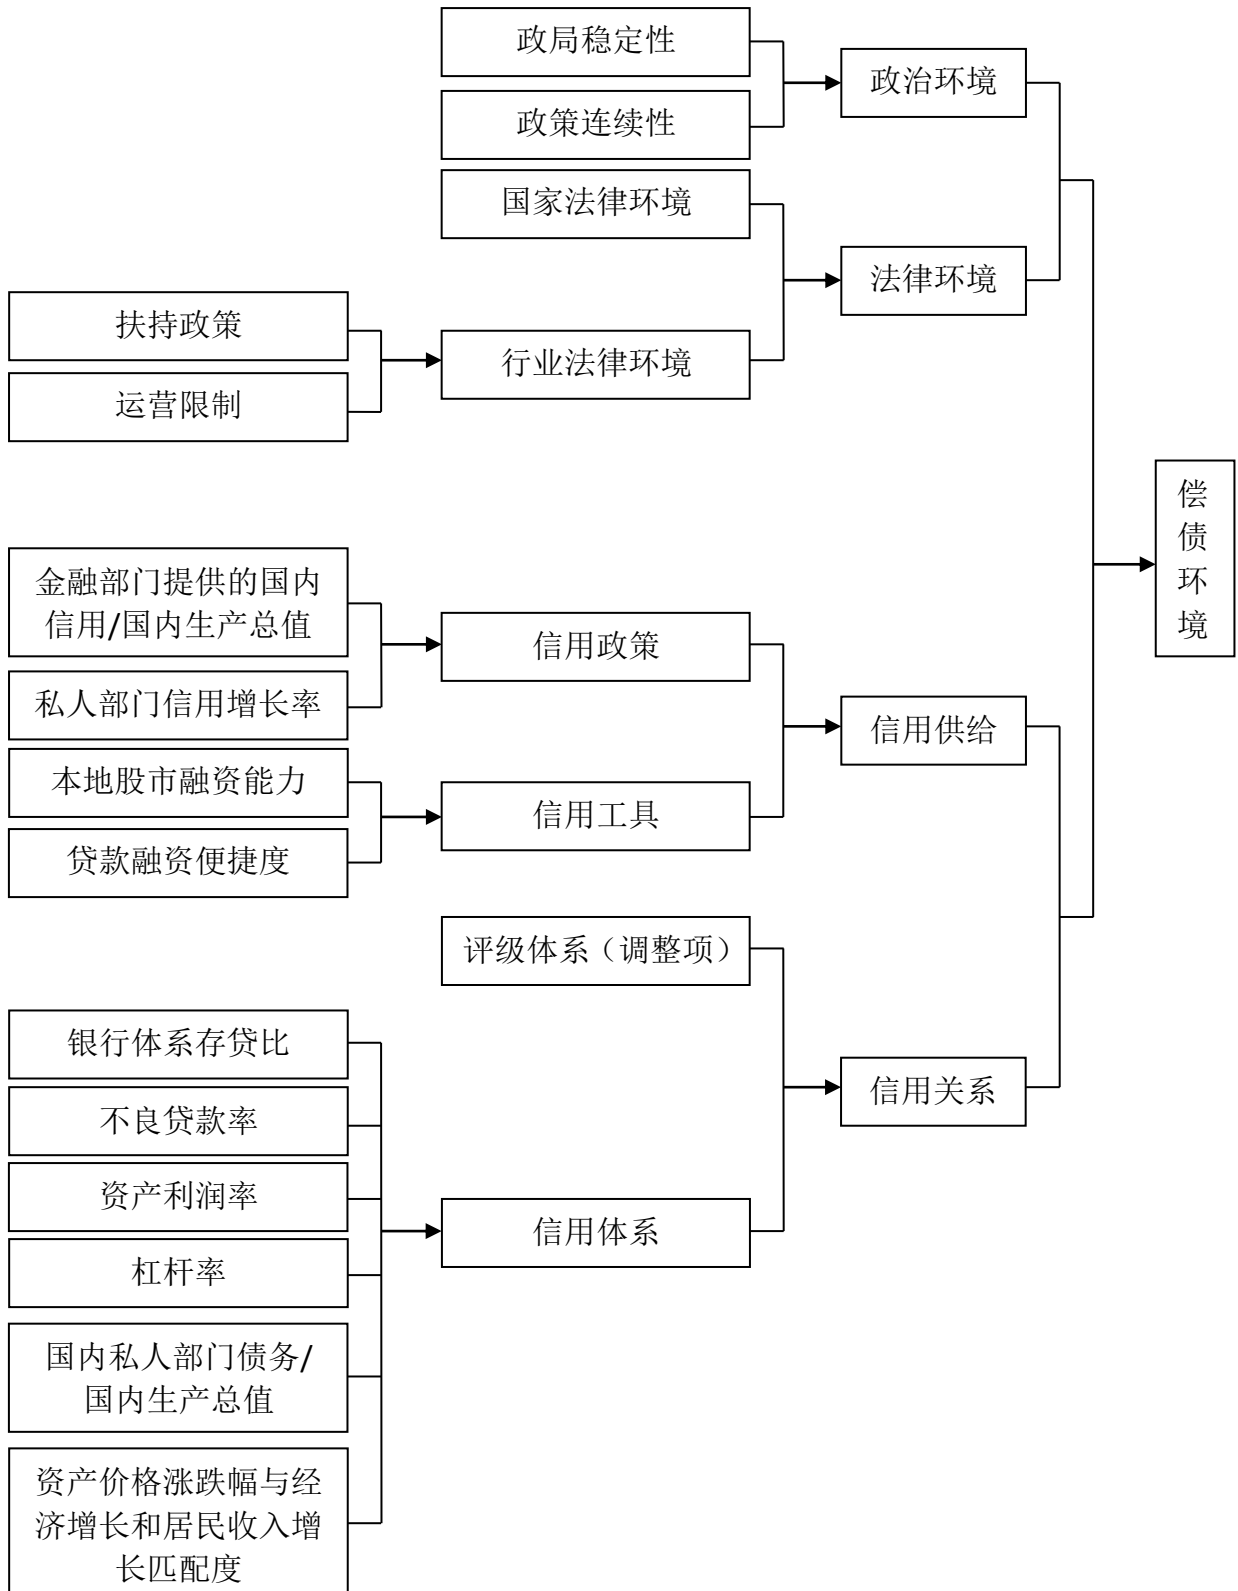 政局稳定性
政治环境
政策连续性
国家法律环境
法律环境
扶持政策
行业法律环境
运营限制
偿
债
环
境
金融部门提供的国内
信用/国内生产总值
信用政策
私人部门信用增长率
信用供给
本地股市融资能力
信用工具
贷款融资便捷度
评级体系（调整项）
银行体系存贷比
信用关系
不良贷款率
资产利润率
信用体系
杠杆率
国内私人部门债务/
国内生产总值
资产价格涨跌幅与经
济增长和居民收入增
长匹配度